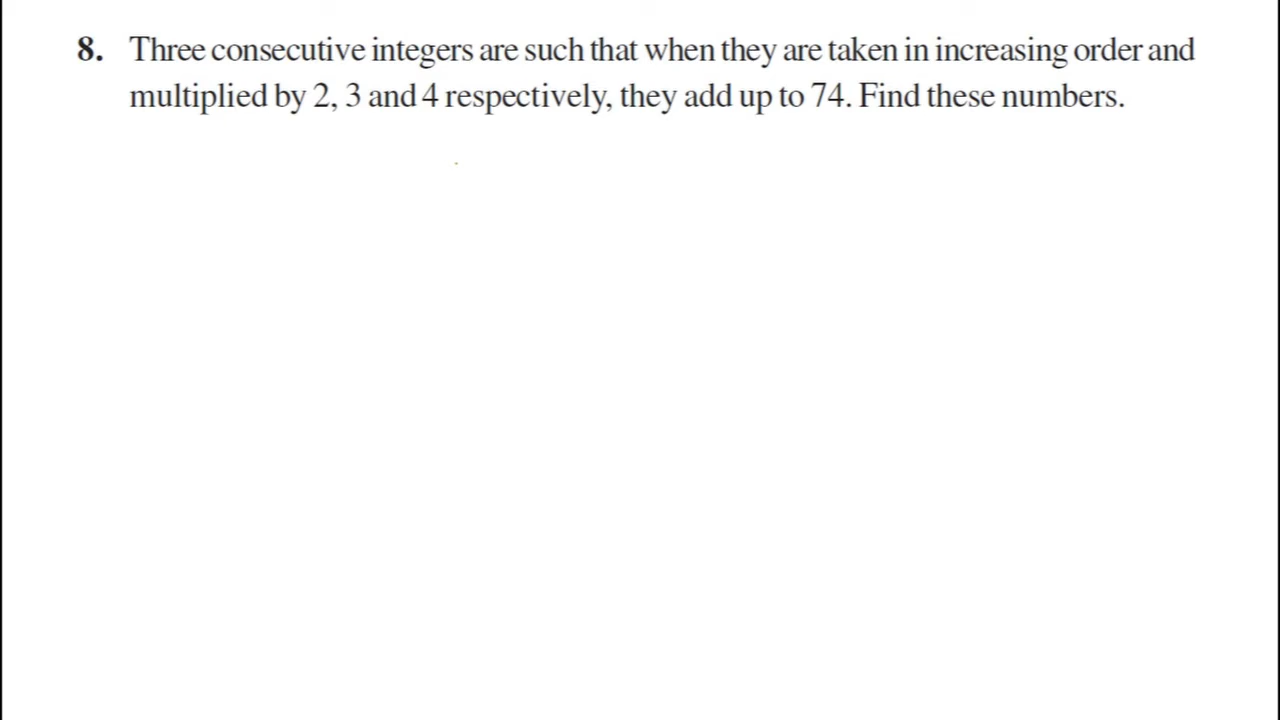 8. Three consecutive integers are such that when they are taken in increasing order and
multiplied by 2, 3 and 4 respectively, they add up to 74. Find these numbers.